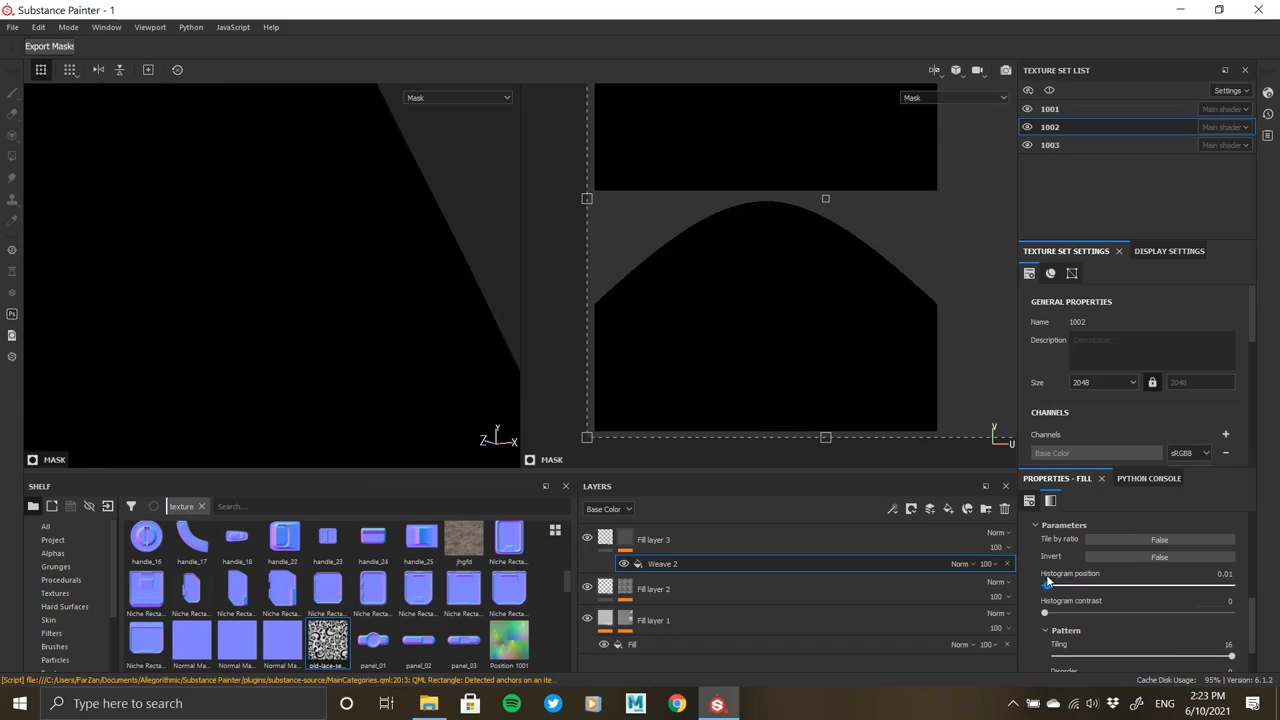 Substance Painter - 1
File Edit Mode Window Viewport Python JavaScript Help
Export Masks
Mask
Mask
TEXTURE SET LIST
Settings
1001 Main shader
1002 Main shader
1003 Main shader
TEXTURE SET SETTINGS DISPLAY SETTINGS
GENERAL PROPERTIES
Name 1002
Description Description
Size 2048 2048
CHANNELS
Channels
Base Color sRGB8
Y
Z X
MASK
V
U
MASK
SHELF
texture Search...
All
Project
Alphas
Grunges
Procedurals
Textures
Hard Surfaces
Skin
Filters
Brushes
Particles
handle_16 handle_17 handle_18 handle_22 handle_23 handle_24 handle_25 jhgfd Niche Recta...
Niche Recta... Niche Recta... Niche Recta... Niche Recta... Niche Recta... Niche Recta... Niche Recta... Niche Recta... Niche Recta...
Niche Recta... Normal Ma... Normal Ma... Normal Ma... old-lace-se... panel_01 panel_02 panel_03 Position 1001
LAYERS
Base Color
Fill layer 3 Norm 100
Weave 2 Norm 100
Fill layer 2 Norm 100
Fill layer 1 Norm 100
Fill Norm 100
PROPERTIES - FILL PYTHON CONSOLE
Parameters
Tile by ratio False
Invert False
Histogram position 0.01
Histogram contrast 0
Pattern
Tiling 16
Disorder
[Script] file:///C:/Users/FarZan/Documents/Allegorithmic/Substance Painter/plugins/substance-source/MainCategories.qml:20:3: QML Rectangle: Detected anchors on an ite...
Cache Disk Usage: 95% | Version: 6.1.2
Type here to search
ENG
2:23 PM
6/10/2021